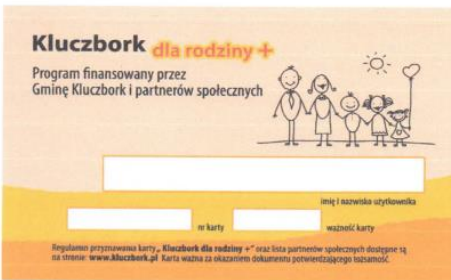 Kluczbork dla rodziny +
Program finansowany przez
Gminę Kluczbork i partnerów społecznych
imię i nazwisko użytkownika
nr karty ważność karty
Regulamin przyznawania karty „ Kluczbork dla rodziny +" oraz lista partnerów społecznych dostępne są
na stronie: www.kluczbork.pl Karta ważna za okazaniem dokumentu potwierdzającego tożsamość.